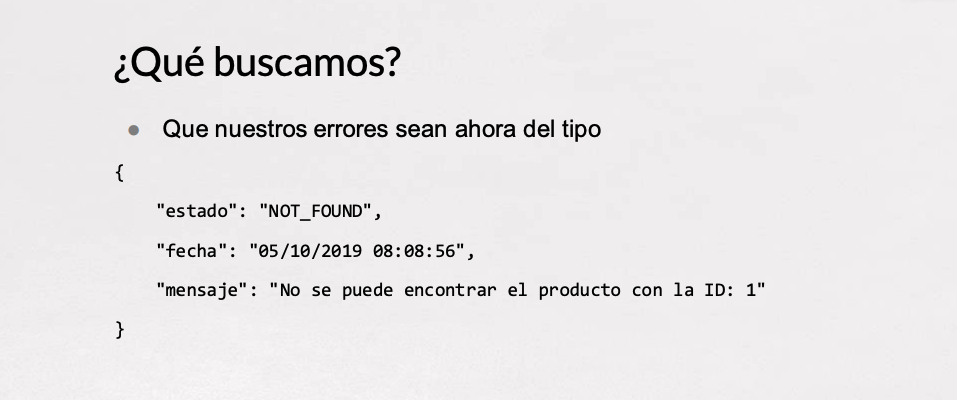 ¿Qué buscamos?
● Que nuestros errores sean ahora del tipo
{
"estado": "NOT_FOUND",
"fecha": "05/10/2019 08:08:56",
"mensaje": "No se puede encontrar el producto con la ID: 1"
}